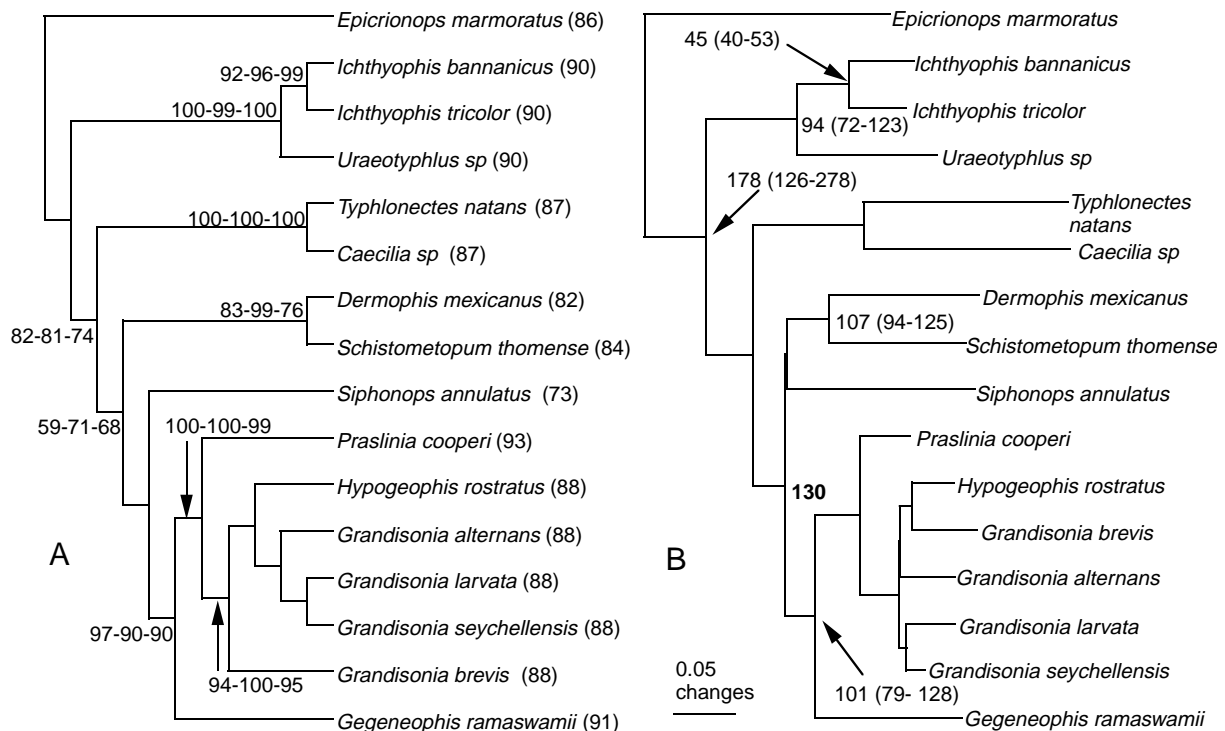 Epicrionops marmoratus (86)
Ichthyophis bannanicus (90)
92-96-99
Ichthyophis tricolor (90)
100-99-100
Uraeotyphlus sp (90)
Typhlonectes natans (87)
100-100-100
Caecilia sp (87)
Dermophis mexicanus (82)
83-99-76
82-81-74
Schistometopum thomense (84)
Siphonops annulatus (73)
59-71-68
100-100-99
Praslinia cooperi (93)
Hypogeophis rostratus (88)
Grandisonia alternans (88)
A
Grandisonia larvata (88)
Grandisonia seychellensis (88)
97-90-90
Grandisonia brevis (88)
94-100-95
Gegeneophis ramaswamii (91)
Epicrionops marmoratus
45 (40-53)
Ichthyophis bannanicus
Ichthyophis tricolor
94 (72-123)
Uraeotyphlus sp
178 (126-278)
Typhlonectes
natans
Caecilia sp
Dermophis mexicanus
107 (94-125)
Schistometopum thomense
Siphonops annulatus
Praslinia cooperi
130
Hypogeophis rostratus
Grandisonia brevis
B
Grandisonia alternans
Grandisonia larvata
Grandisonia seychellensis
0.05
changes
101 (79- 128)
Gegeneophis ramaswamii